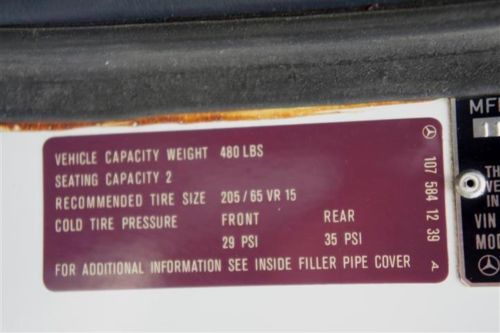 VEHICLE CAPACITY WEIGHT 480 LBS
SEATING CAPACITY 2
RECOMMENDED TIRE SIZE 205/65 VR 15
COLD TIRE PRESSURE FRONT REAR
29 PSI 35 PSI
FOR ADDITIONAL INFORMATION SEE INSIDE FILLER PIPE COVER
107 584 12 39 A
VIN